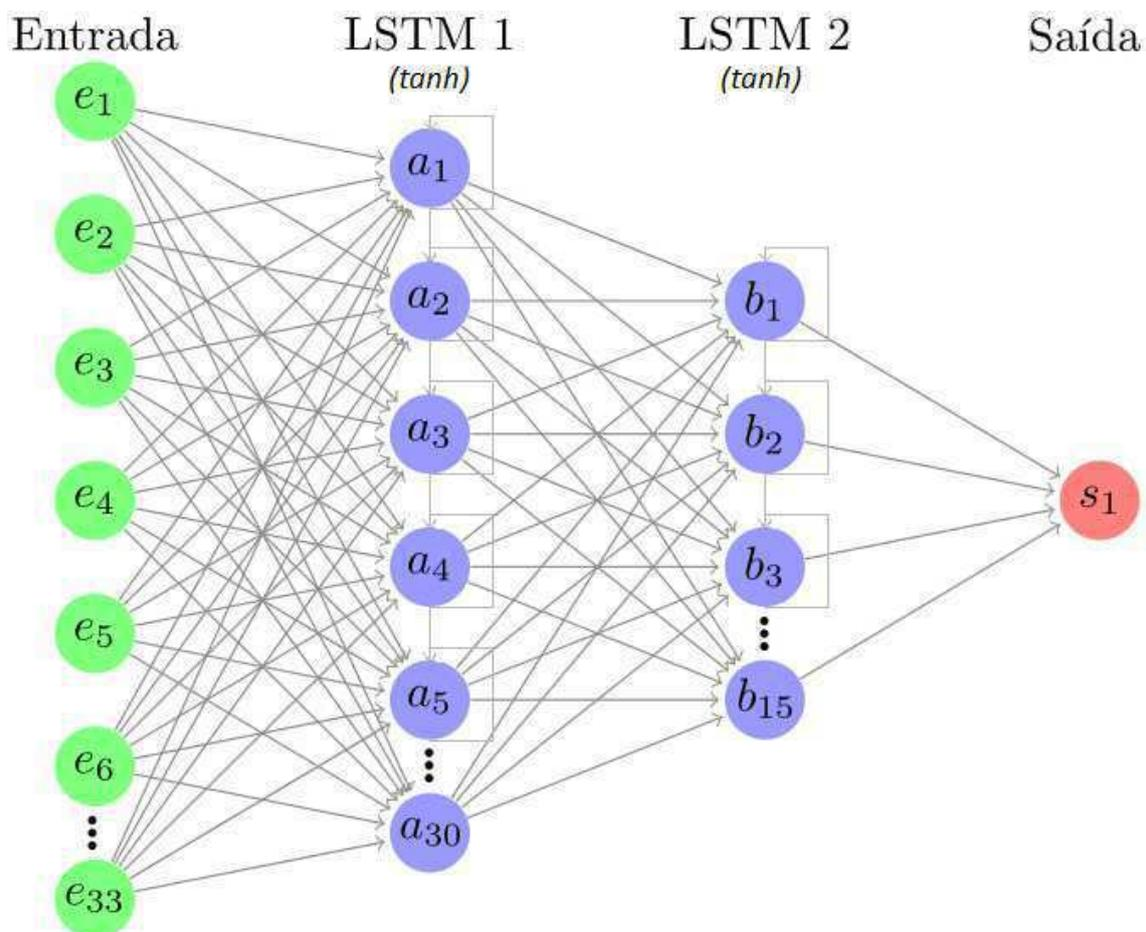 Entrada LSTM 1 LSTM 2 Saída
(tanh) (tanh)
e1
a1
e2
a2 b1
e3
a3 b2
e4 s1
a4 b3
e5
a5 b15
e6
a30
e33